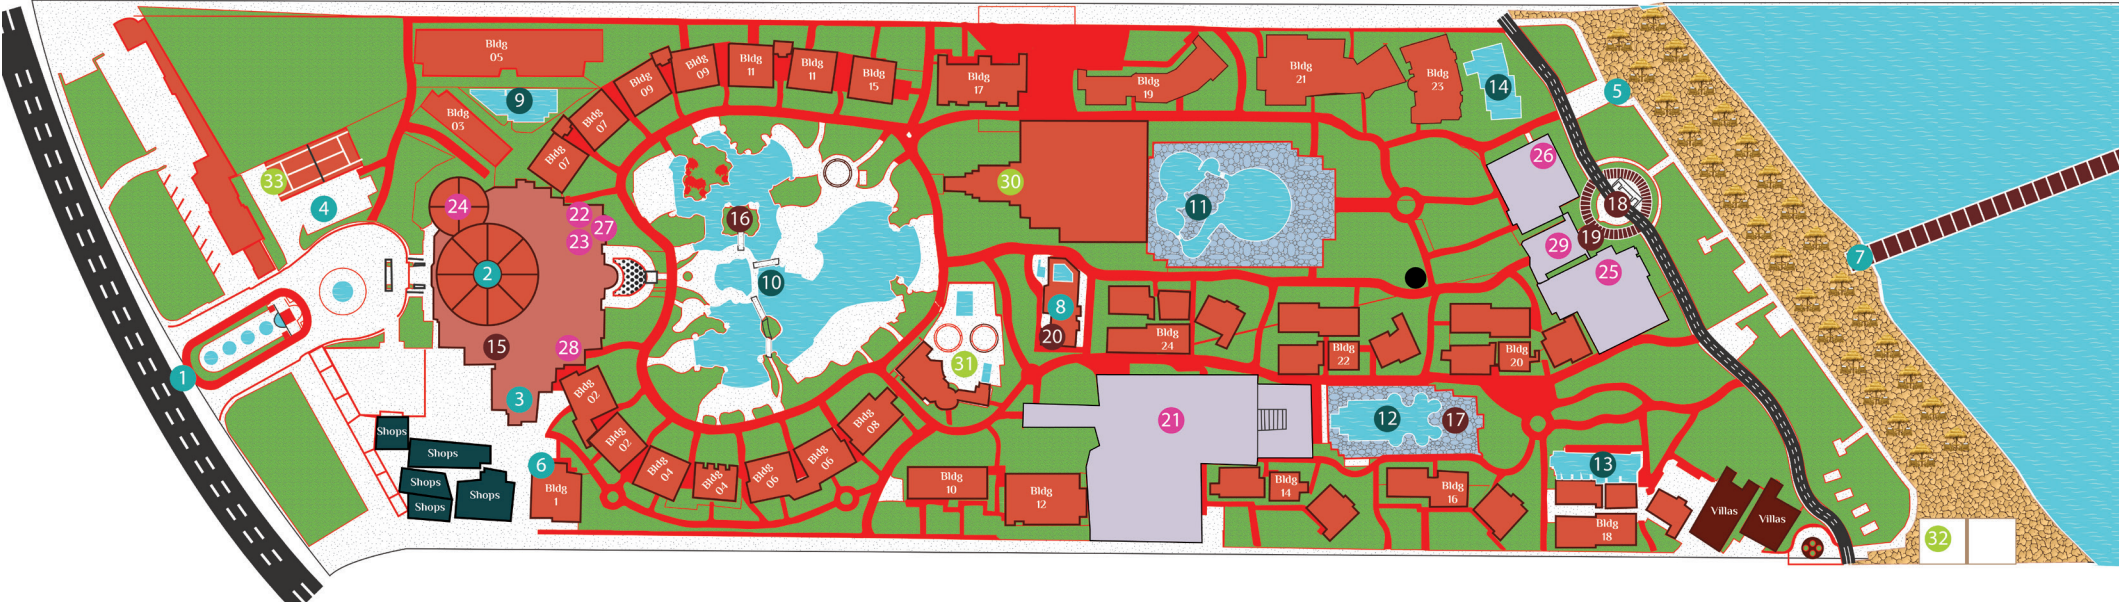 Bldg
05
Bldg
03
9
Bldg
07
Bldg
07
Bldg
09
Bldg
09
Bldg
11
Bldg
11
Bldg
15
Bldg
17
Bldg
19
Bldg
21
Bldg
23
14
5
33
4
24
22
27
23
2
16
10
30
11
26
18
19
29
25
7
1
15
28
3
8
20
31
Bldg
24
Bldg
22
Bldg
20
21
12
17
Shops
Shops
Shops
Shops
Shops
6
Bldg
1
Bldg
02
Bldg
02
Bldg
04
Bldg
04
Bldg
06
Bldg
06
Bldg
08
Bldg
10
Bldg
12
Bldg
14
Bldg
16
13
Bldg
18
Villas
Villas
32